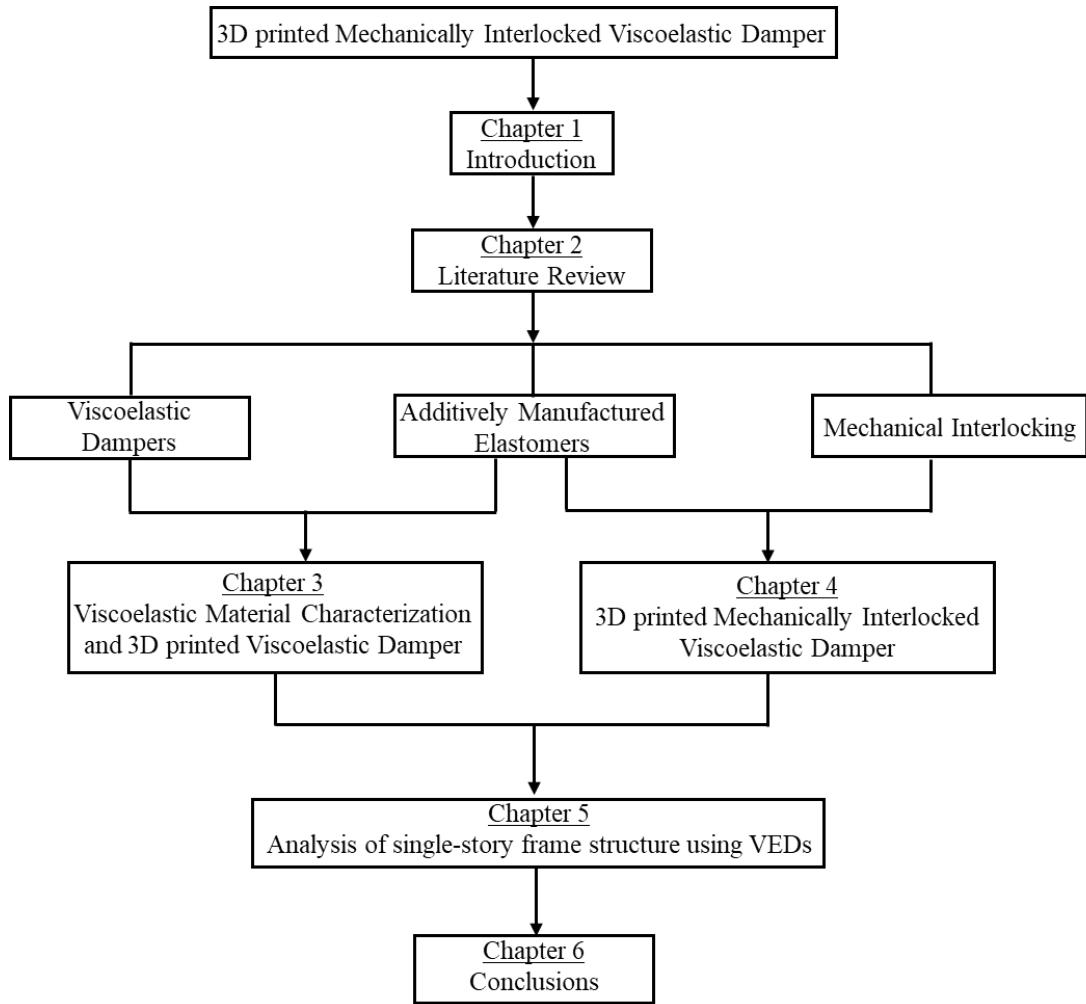 3D printed Mechanically Interlocked Viscoelastic Damper
Chapter 1
Introduction
Chapter 2
Literature Review
Viscoelastic
Dampers
Additively Manufactured
Elastomers
Mechanical Interlocking
Chapter 3
Viscoelastic Material Characterization
and 3D printed Viscoelastic Damper
Chapter 4
3D printed Mechanically Interlocked
Viscoelastic Damper
Chapter 5
Analysis of single-story frame structure using VEDs
Chapter 6
Conclusions